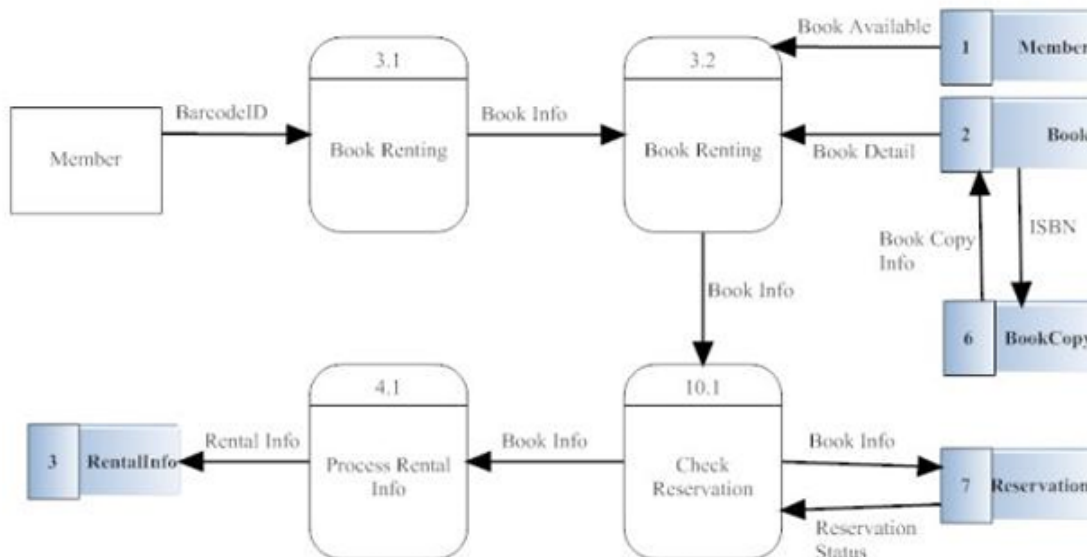 Book Available
1 Member
3.1
3.2
BarcodeID
Book Info
2 Book
Member
Book Renting
Book Renting
Book Detail
Book Copy
Info
ISBN
Book Info
6 BookCopy
4.1
10.1
3 RentalInfo
Rental Info
Process Rental
Info
Book Info
Check
Reservation
Book Info
7 Reservation
Reservation
Status